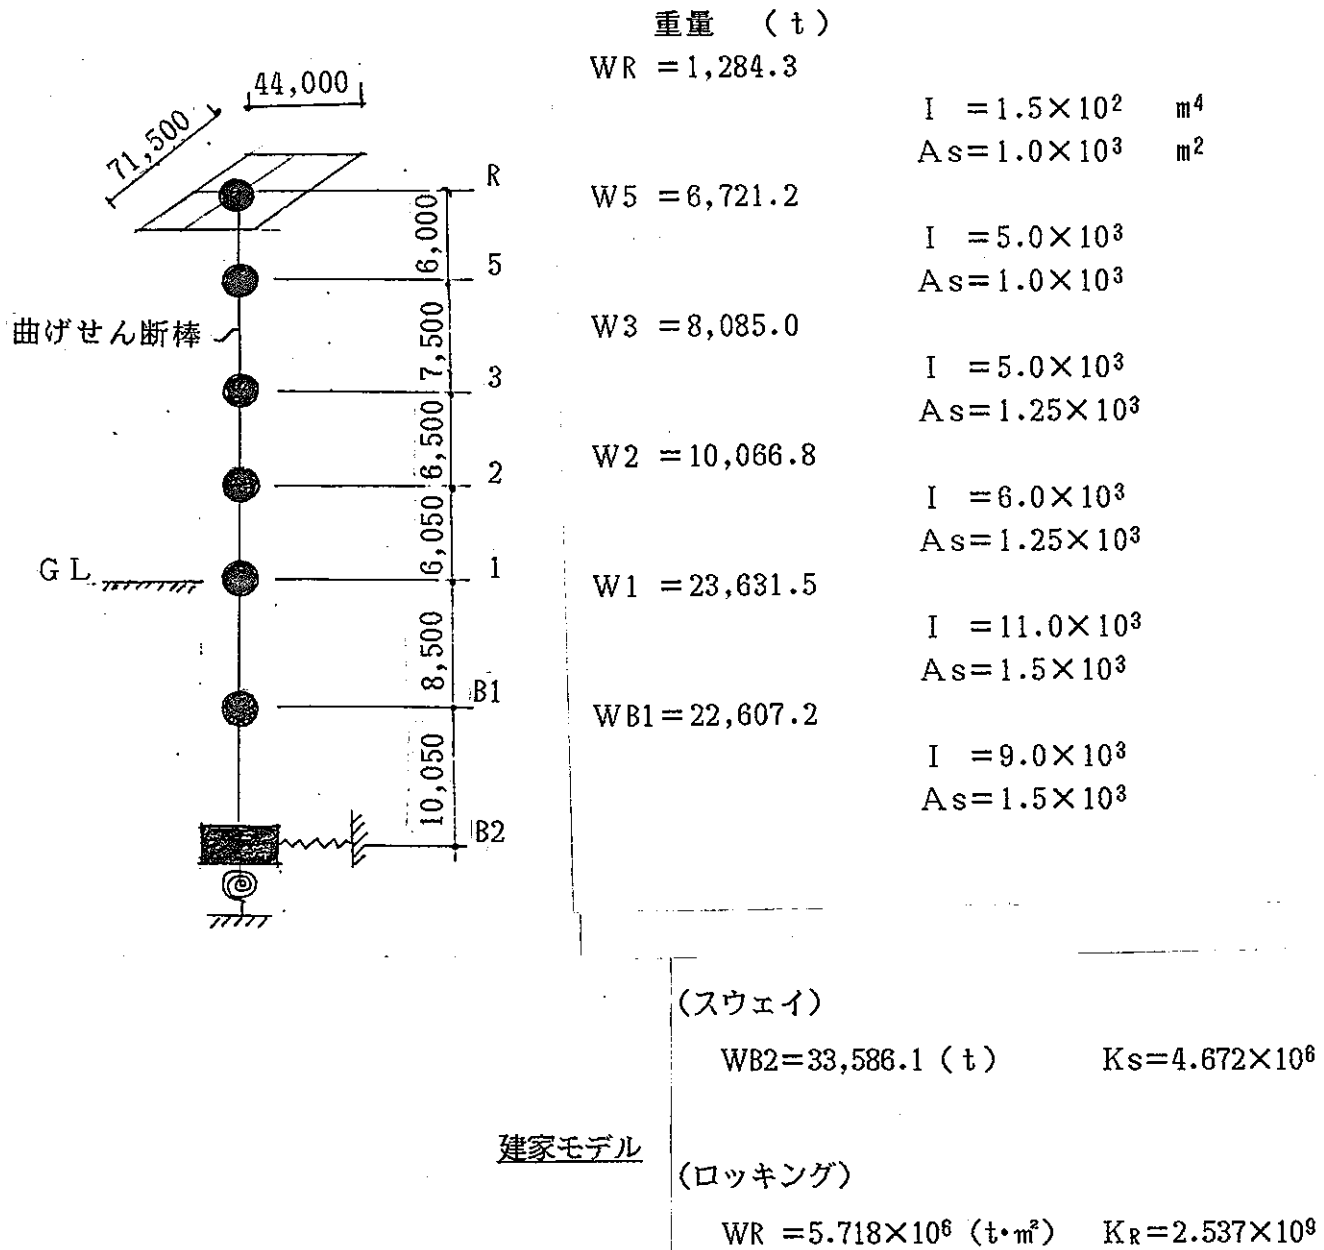 重量 (t)
WR =1,284.3
44,000
I =1.5×10² m⁴
71,500
As=1.0×10³ m²
R
W5 =6,721.2
6,000
I =5.0×10³
5
As=1.0×10³
曲げせん断棒
W3 =8,085.0
7,500
I =5.0×10³
3
As=1.25×10³
6,500
W2 =10,066.8
2
I =6.0×10³
6,050
As=1.25×10³
GL
1
W1 =23,631.5
8,500
I =11.0×10³
As=1.5×10³
B1
WB1=22,607.2
10,050
I =9.0×10³
As=1.5×10³
B2
(スウェイ)
WB2=33,586.1 (t) Ks=4.672×10⁶
建家モデル
(ロッキング)
WR =5.718×10⁶ (t・m²) KR=2.537×10⁹